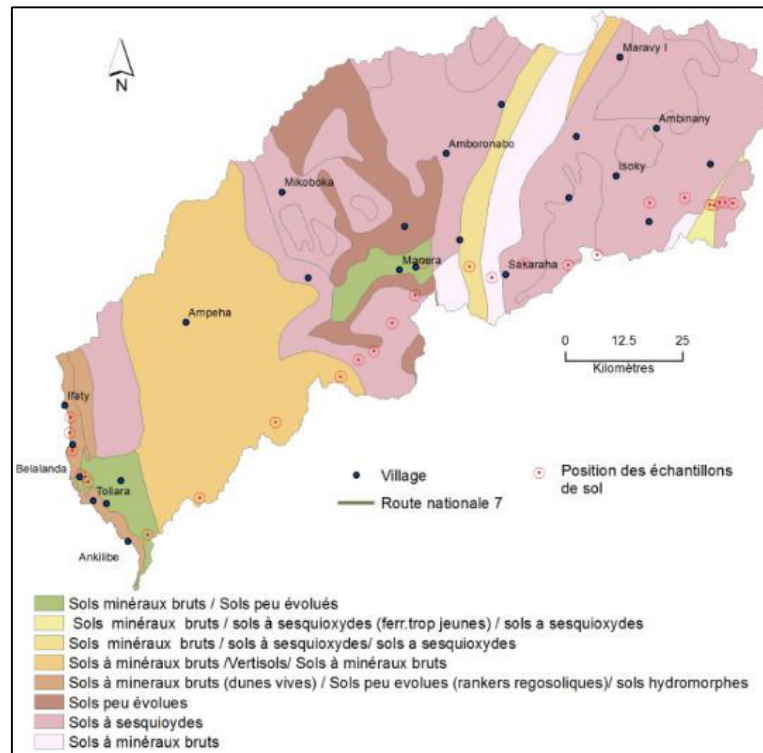 N
Maravy I
Ambinany
Amboronabo
Isoky
Mikoboka
Manera
Sakaraha
Ampeha
0 12.5 25
Kilomètres
Ifaty
Belalanda
Toliara
Ankilibe
Village
Route nationale 7
Position des échantillons
de sol
Sols minéraux bruts / Sols peu évolués
Sols minéraux bruts / sols à sesquioxydes (ferr.trop jeunes) / sols a sesquioxydes
Sols minéraux bruts / sols à sesquioxydes/ sols a sesquioxydes
Sols à minéraux bruts /Vertisols/ Sols à minéraux bruts
Sols à mineraux bruts (dunes vives) / Sols peu evolues (rankers regosoliques)/ sols hydromorphes
Sols peu évolues
Sols à sesquioydes
Sols à minéraux bruts